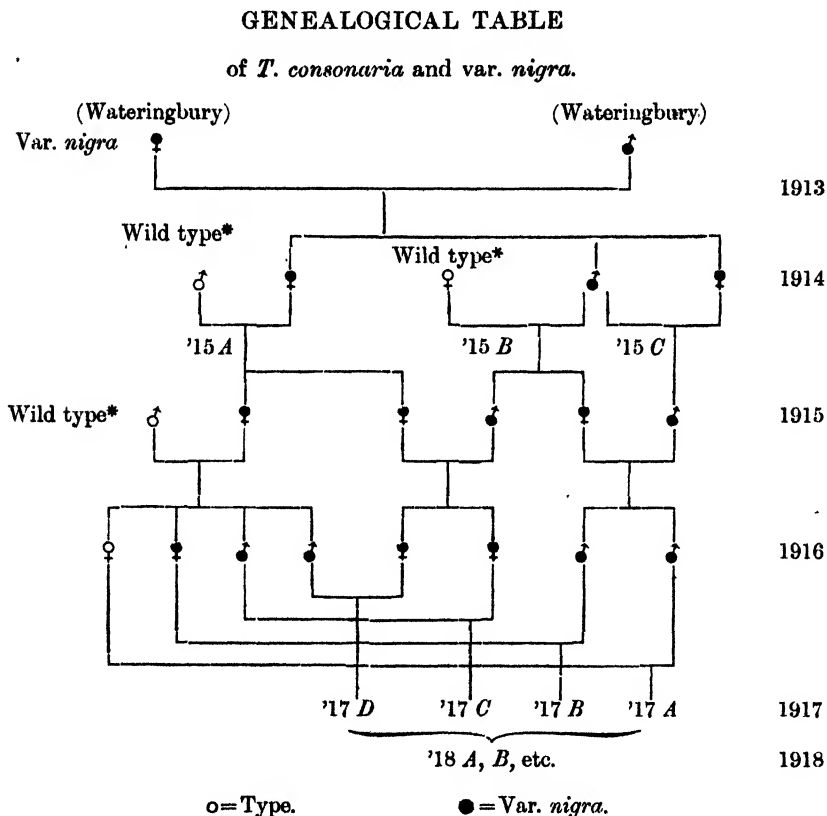 GENEALOGICAL TABLE
of T. consonaria and var. nigra.
(Wateringbury) (Wateringbury)
Var. nigra
1913
Wild type*
Wild type*
1914
'15 A '15 B '15 C
Wild type* 1915
1916
'17 D '17 C '17 B '17 A 1917
'18 A, B, etc. 1918
o=Type. ●=Var. nigra.